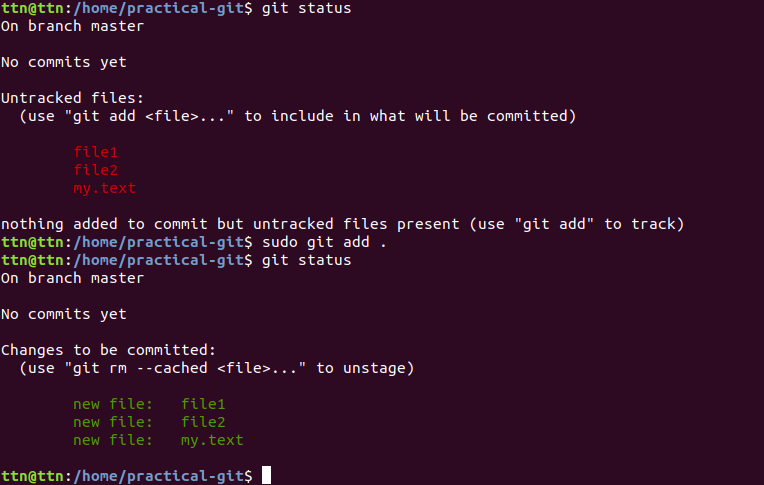 ttn@ttn:/home/practical-git$ git status
On branch master
No commits yet
Untracked files:
(use "git add <file>..." to include in what will be committed)
file1
file2
my.text
nothing added to commit but untracked files present (use "git add" to track)
ttn@ttn:/home/practical-git$ sudo git add .
ttn@ttn:/home/practical-git$ git status
On branch master
No commits yet
Changes to be committed:
(use "git rm --cached <file>..." to unstage)
new file:   file1
new file:   file2
new file:   my.text
ttn@ttn:/home/practical-git$